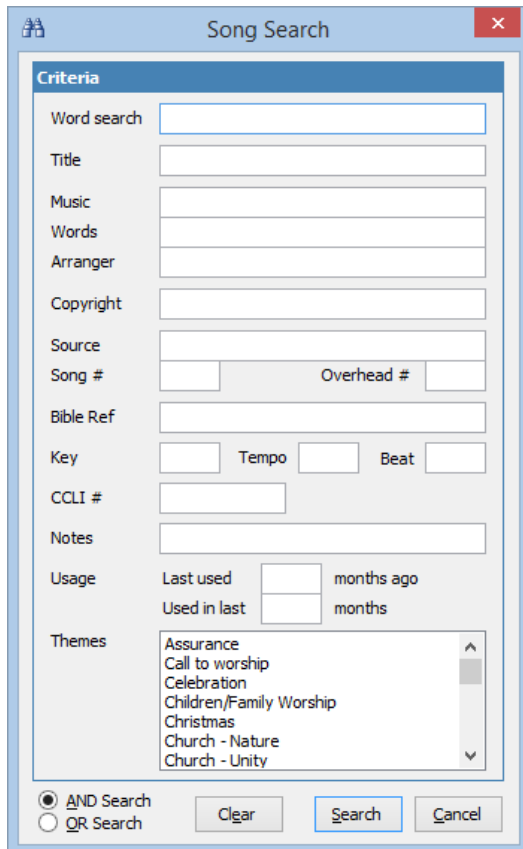 Song Search
Criteria
Word search
Title
Music
Words
Arranger
Copyright
Source
Song # Overhead #
Bible Ref
Key Tempo Beat
CCLI #
Notes
Usage Last used months ago
Used in last months
Themes Assurance
Call to worship
Celebration
Children/Family Worship
Christmas
Church - Nature
Church - Unity
AND Search
OR Search
Clear Search Cancel